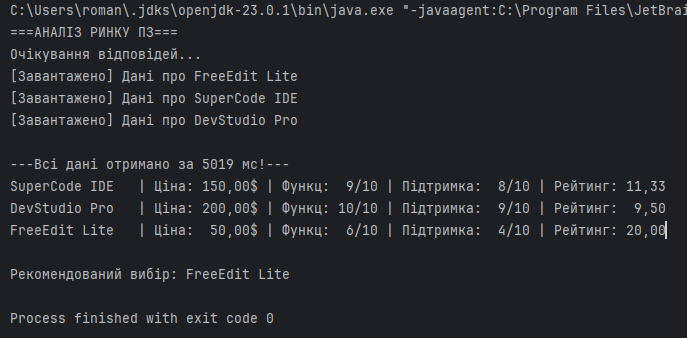 C:\Users\roman\.jdks\openjdk-23.0.1\bin\java.exe "-javaagent:C:\Program Files\JetBrai
===АНАЛІЗ РИНКУ ПЗ===
Очікування відповідей...
[Завантажено] Дані про FreeEdit Lite
[Завантажено] Дані про SuperCode IDE
[Завантажено] Дані про DevStudio Pro
---Всі дані отримано за 5019 мс!---
SuperCode IDE   | Ціна: 150,00$ | Функц:  9/10 | Підтримка:  8/10 | Рейтинг: 11,33
DevStudio Pro   | Ціна: 200,00$ | Функц: 10/10 | Підтримка:  9/10 | Рейтинг:  9,50
FreeEdit Lite   | Ціна:  50,00$ | Функц:  6/10 | Підтримка:  4/10 | Рейтинг: 20,00
Рекомендований вибір: FreeEdit Lite
Process finished with exit code 0